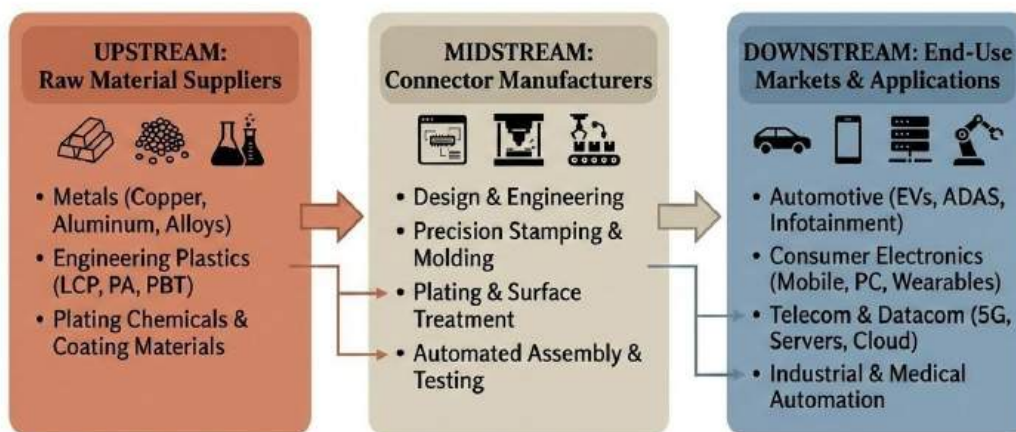 UPSTREAM:
Raw Material Suppliers
• Metals (Copper,
Aluminum, Alloys)
• Engineering Plastics
(LCP, PA, PBT)
• Plating Chemicals &
Coating Materials
MIDSTREAM:
Connector Manufacturers
• Design & Engineering
• Precision Stamping &
Molding
• Plating & Surface
Treatment
• Automated Assembly &
Testing
DOWNSTREAM: End-Use
Markets & Applications
• Automotive (EVs, ADAS,
Infotainment)
• Consumer Electronics
(Mobile, PC, Wearables)
• Telecom & Datacom (5G,
Servers, Cloud)
• Industrial & Medical
Automation